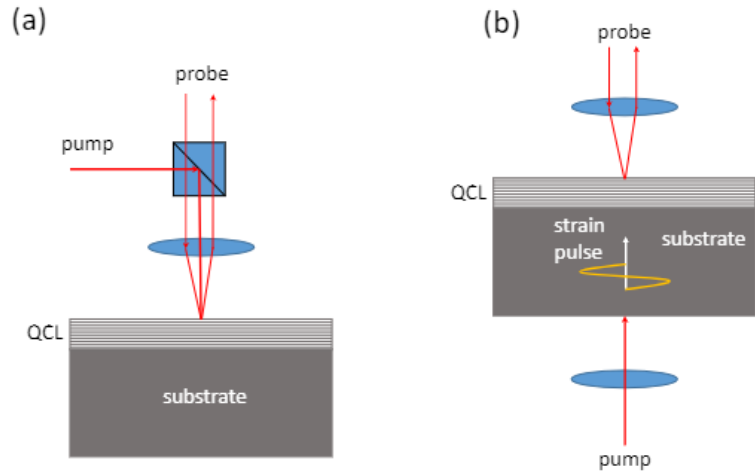 (a)
probe
pump
QCL
substrate
(b)
probe
QCL
strain
pulse
substrate
pump